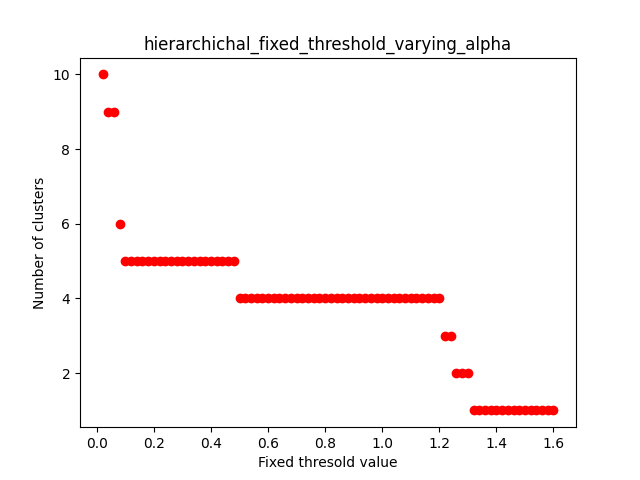 hierarchichal_fixed_threshold_varying_alpha
10
8
6
4
2
Number of clusters
0.0 0.2 0.4 0.6 0.8 1.0 1.2 1.4 1.6
Fixed thresold value